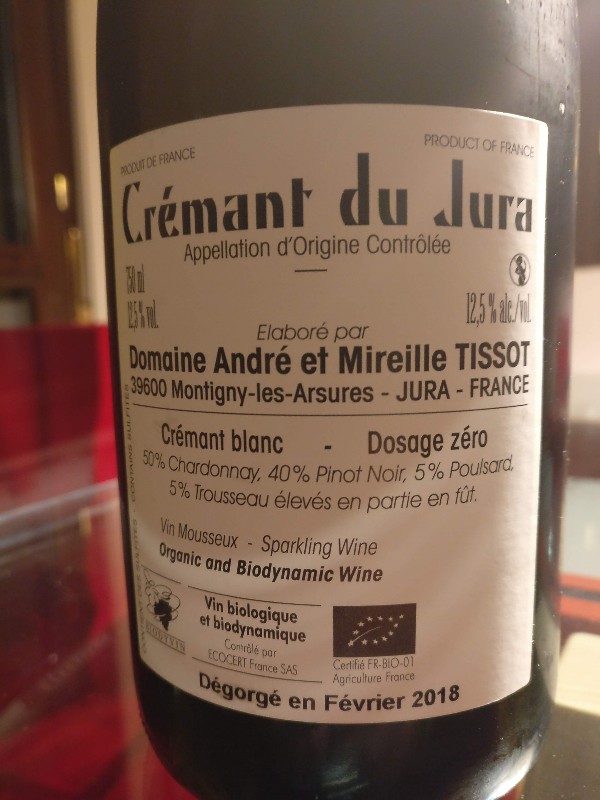 PRODUIT DE FRANCE
PRODUCT OF FRANCE
Crémant du Jura
Appellation d'Origine Contrôlée
750 ml
12,5 % vol.
12,5 % alc./vol.
Elaboré par
Domaine André et Mireille TISSOT
39600 Montigny-les-Arsures - JURA - FRANCE
Crémant blanc - Dosage zéro
50% Chardonnay, 40% Pinot Noir, 5% Poulsard,
5% Trousseau élevés en partie en fût.
Vin Mousseux - Sparkling Wine
Organic and Biodynamic Wine
CONTAINS SULFITES
BIODYVIN
Vin biologique
et biodynamique
Contrôlé par
ECOCERT France SAS
Certifié FR-BIO-01
Agriculture France
Dégorgé en Février 2018